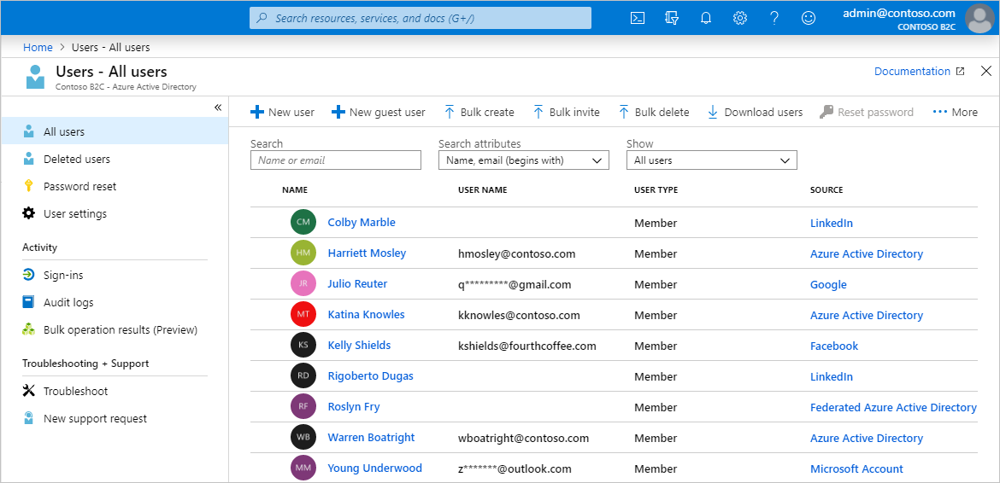 Search resources, services, and docs (G+/)
admin@contoso.com
CONTOSO B2C
Home > Users - All users
Users - All users
Contoso B2C - Azure Active Directory
Documentation
All users
Deleted users
Password reset
User settings
Activity
Sign-ins
Audit logs
Bulk operation results (Preview)
Troubleshooting + Support
Troubleshoot
New support request
New user New guest user Bulk create Bulk invite Bulk delete Download users Reset password More
Search Search attributes Show
Name or email Name, email (begins with) All users
NAME USER NAME USER TYPE SOURCE
CM Colby Marble Member LinkedIn
HM Harriett Mosley hmosley@contoso.com Member Azure Active Directory
JR Julio Reuter q*********@gmail.com Member Google
MT Katina Knowles kknowles@contoso.com Member Azure Active Directory
KS Kelly Shields kshields@fourthcoffee.com Member Facebook
RD Rigoberto Dugas Member LinkedIn
RF Roslyn Fry Member Federated Azure Active Directory
WB Warren Boatright wboatright@contoso.com Member Azure Active Directory
MM Young Underwood z*******@outlook.com Member Microsoft Account